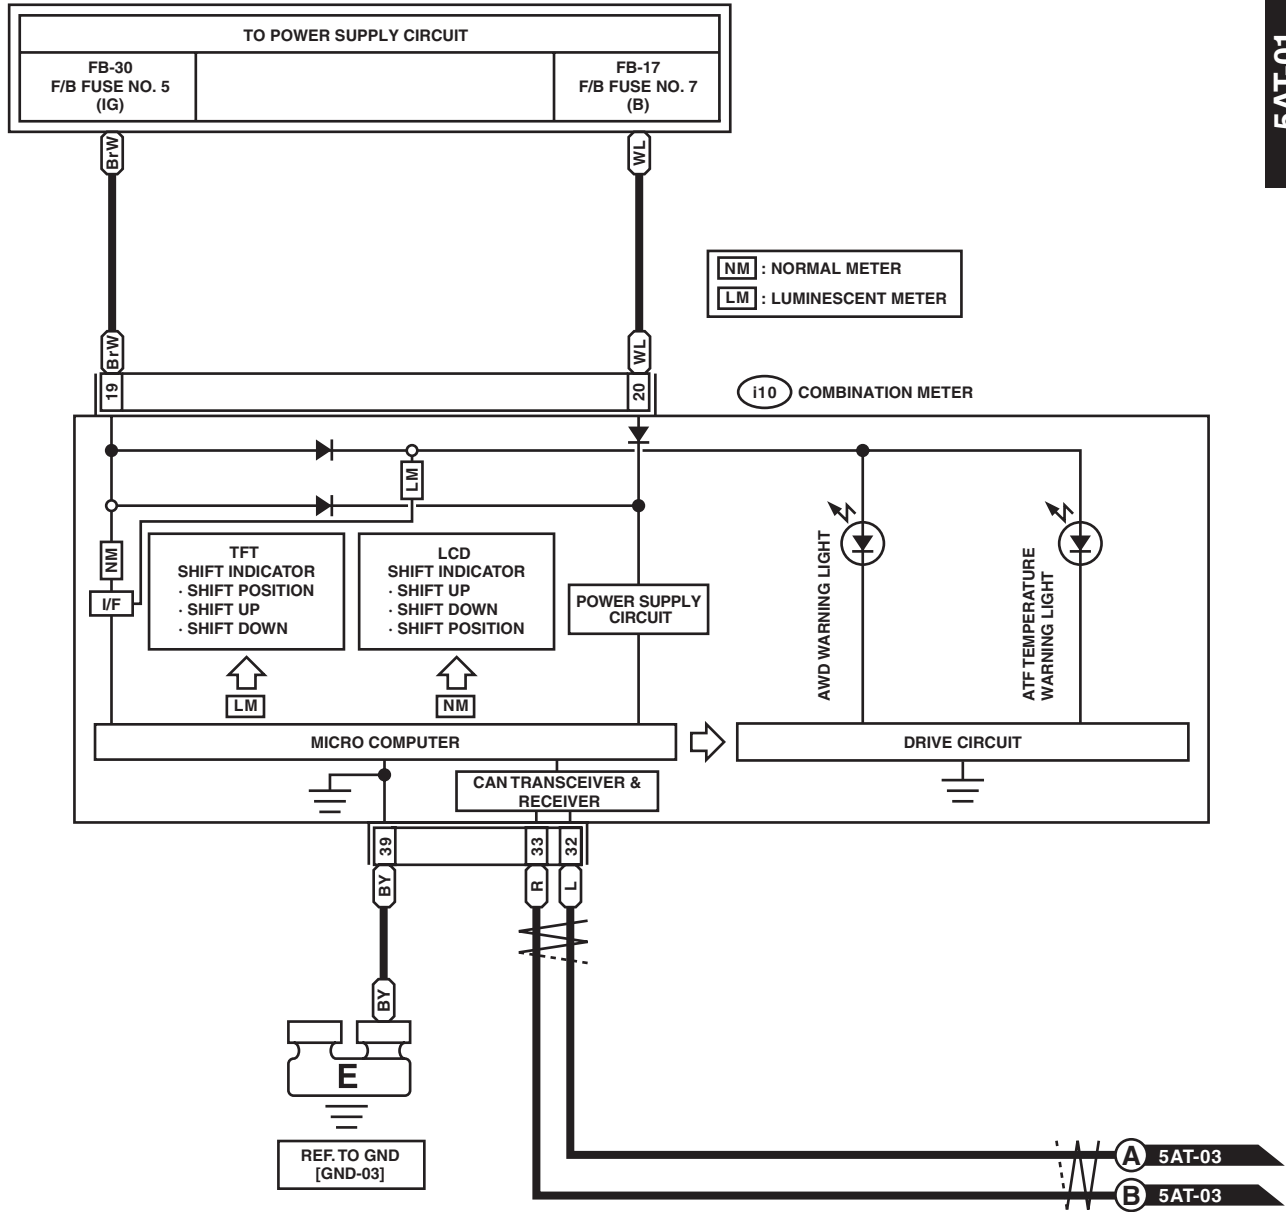 5AT-01
TO POWER SUPPLY CIRCUIT
FB-30
F/B FUSE NO. 5
(IG)
FB-17
F/B FUSE NO. 7
(B)
BrW
WL
NM : NORMAL METER
LM : LUMINESCENT METER
BrW
WL
19
20
i10 COMBINATION METER
LM
NM
I/F
TFT
SHIFT INDICATOR
· SHIFT POSITION
· SHIFT UP
· SHIFT DOWN
LCD
SHIFT INDICATOR
· SHIFT UP
· SHIFT DOWN
· SHIFT POSITION
POWER SUPPLY
CIRCUIT
AWD WARNING LIGHT
ATF TEMPERATURE
WARNING LIGHT
LM
NM
MICRO COMPUTER
DRIVE CIRCUIT
CAN TRANSCEIVER &
RECEIVER
39
33
32
BY
R
L
BY
E
REF. TO GND
[GND-03]
A 5AT-03
B 5AT-03